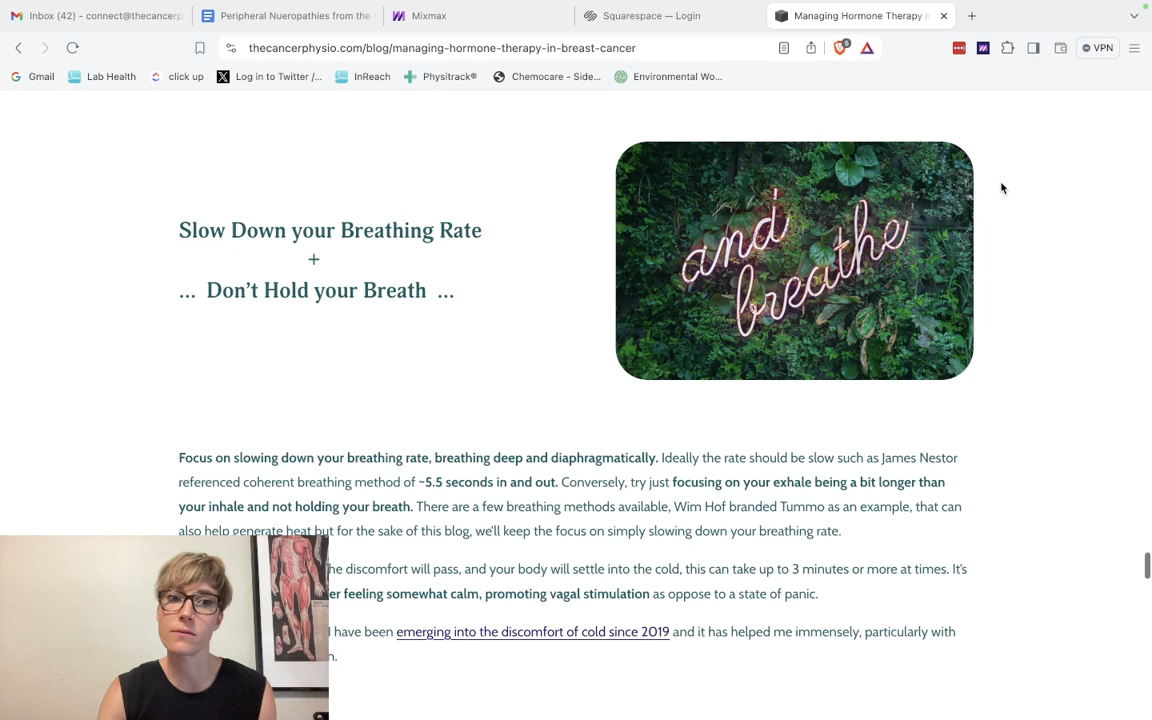 Inbox (42) - connect@thecancerp
Peripheral Nueropathies from the
Mixmax
Squarespace — Login
Managing Hormone Therapy i
thecancerphysio.com/blog/managing-hormone-therapy-in-breast-cancer
5
VPN
Gmail
Lab Health
click up
Log in to Twitter /...
InReach
Physitrack®
Chemocare - Side...
Environmental Wo...
and
breathe
Slow Down your Breathing Rate
+
... Don't Hold your Breath ...
Focus on slowing down your breathing rate, breathing deep and diaphragmatically. Ideally the rate should be slow such as James Nestor
referenced coherent breathing method of ~5.5 seconds in and out. Conversely, try just focusing on your exhale being a bit longer than
your inhale and not holding your breath. There are a few breathing methods available, Wim Hof branded Tummo as an example, that can
also help generate heat but for the sake of this blog, we'll keep the focus on simply slowing down your breathing rate.
he discomfort will pass, and your body will settle into the cold, this can take up to 3 minutes or more at times. It's
er feeling somewhat calm, promoting vagal stimulation as oppose to a state of panic.
I have been emerging into the discomfort of cold since 2019 and it has helped me immensely, particularly with
n.